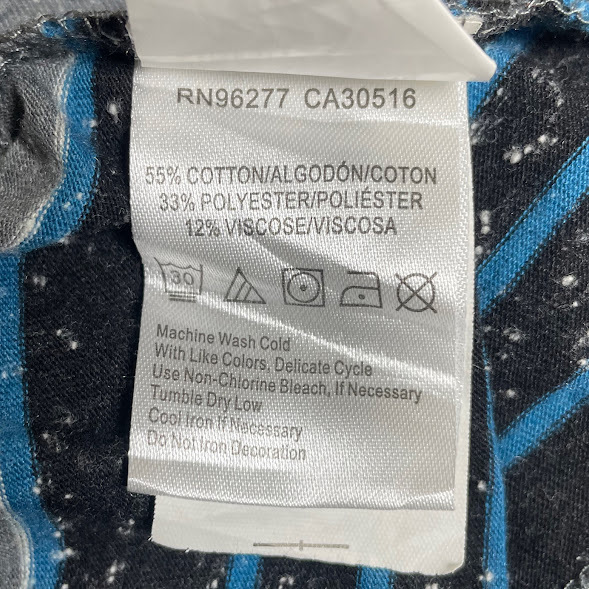 RN96277 CA30516
55% COTTON/ALGODÓN/COTON
33% POLYESTER/POLIÉSTER
12% VISCOSE/VISCOSA
30
Machine Wash Cold
With Like Colors, Delicate Cycle
Use Non-Chlorine Bleach, If Necessary
Tumble Dry Low
Cool Iron If Necessary
Do Not Iron Decoration